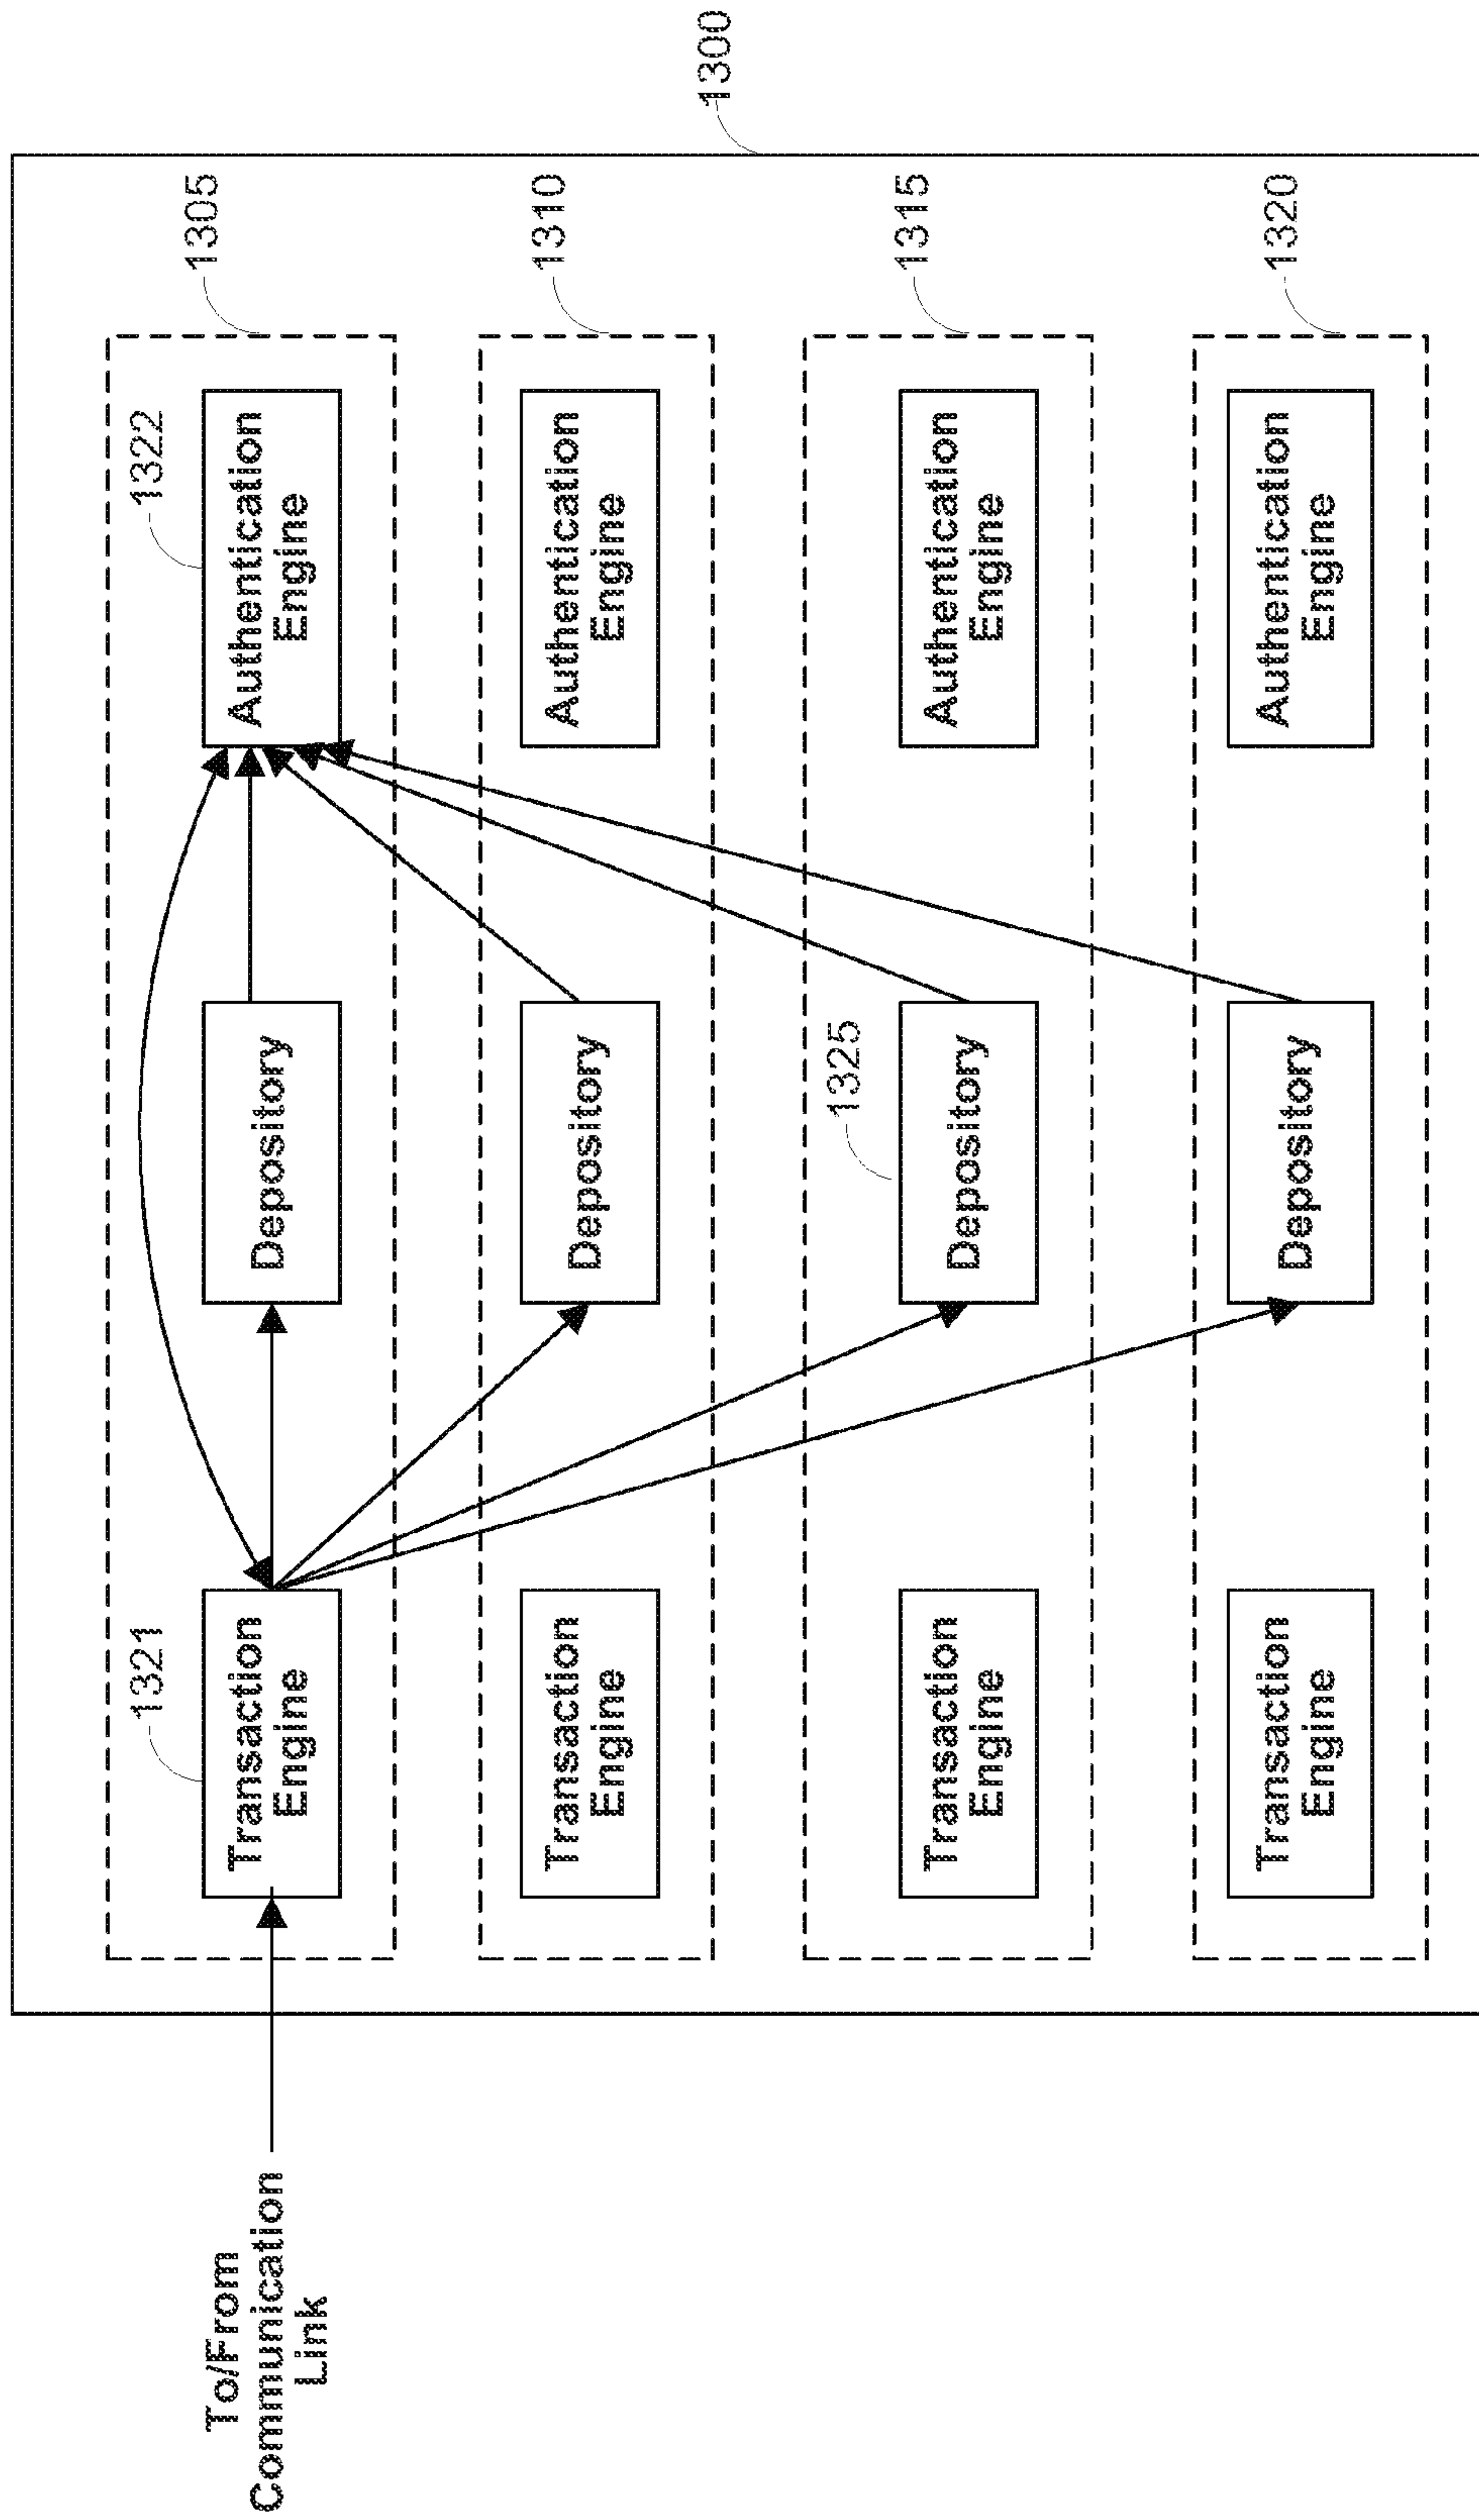 1300
1305
1322
To/From
Communication
Link
1321
Transaction
Engine
Depository
Authentication
Engine
1310
Transaction
Engine
Depository
Authentication
Engine
1315
1325
Transaction
Engine
Depository
Authentication
Engine
1320
Transaction
Engine
Depository
Authentication
Engine